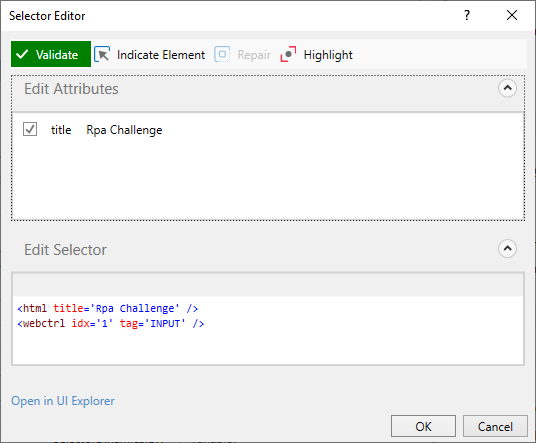 Selector Editor
?
Validate Indicate Element Repair Highlight
Edit Attributes
title Rpa Challenge
Edit Selector
<html title='Rpa Challenge' />
<webctrl idx='1' tag='INPUT' />
Open in UI Explorer
OK Cancel